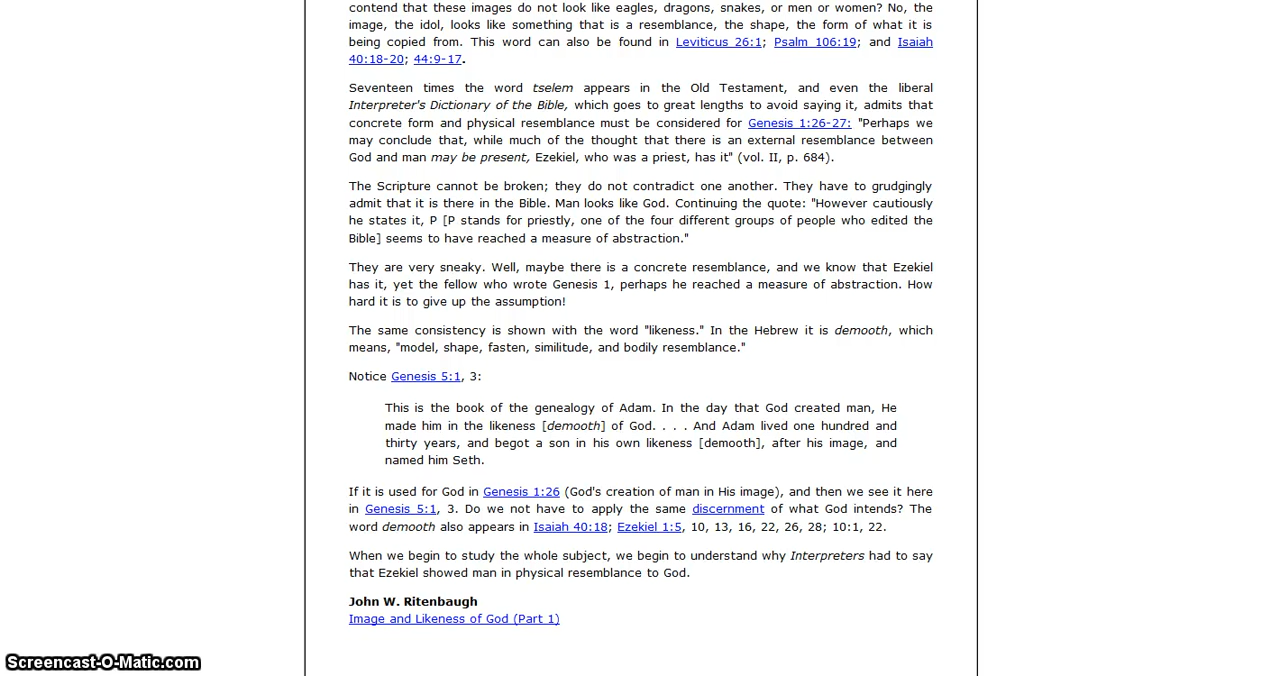 contend that these images do not look like eagles, dragons, snakes, or men or women? No, the
image, the idol, looks like something that is a resemblance, the shape, the form of what it is
being copied from. This word can also be found in Leviticus 26:1; Psalm 106:19; and Isaiah
40:18-20; 44:9-17.
Seventeen times the word tselem appears in the Old Testament, and even the liberal
Interpreter's Dictionary of the Bible, which goes to great lengths to avoid saying it, admits that
concrete form and physical resemblance must be considered for Genesis 1:26-27: "Perhaps we
may conclude that, while much of the thought that there is an external resemblance between
God and man may be present, Ezekiel, who was a priest, has it" (vol. II, p. 684).
The Scripture cannot be broken; they do not contradict one another. They have to grudgingly
admit that it is there in the Bible. Man looks like God. Continuing the quote: "However cautiously
he states it, P [P stands for priestly, one of the four different groups of people who edited the
Bible] seems to have reached a measure of abstraction."
They are very sneaky. Well, maybe there is a concrete resemblance, and we know that Ezekiel
has it, yet the fellow who wrote Genesis 1, perhaps he reached a measure of abstraction. How
hard it is to give up the assumption!
The same consistency is shown with the word "likeness." In the Hebrew it is demooth, which
means, "model, shape, fasten, similitude, and bodily resemblance."
Notice Genesis 5:1, 3:
This is the book of the genealogy of Adam. In the day that God created man, He
made him in the likeness [demooth] of God. . . . And Adam lived one hundred and
thirty years, and begot a son in his own likeness [demooth], after his image, and
named him Seth.
If it is used for God in Genesis 1:26 (God's creation of man in His image), and then we see it here
in Genesis 5:1, 3. Do we not have to apply the same discernment of what God intends? The
word demooth also appears in Isaiah 40:18; Ezekiel 1:5, 10, 13, 16, 22, 26, 28; 10:1, 22.
When we begin to study the whole subject, we begin to understand why Interpreters had to say
that Ezekiel showed man in physical resemblance to God.
John W. Ritenbaugh
Image and Likeness of God (Part 1)
Screencast-O-Matic.com